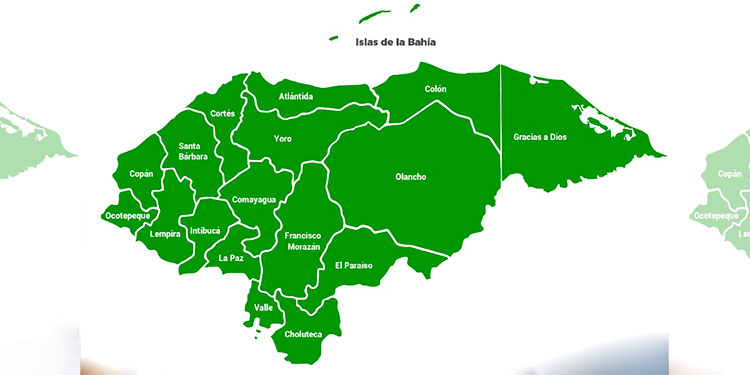 Islas de la Bahía
Atlántida
Colón
Cortés
Yoro
Gracias a Dios
Santa
Bárbara
Copán
Olancho
Comayagua
Ocotepeque
Lempira
Intibucá
Francisco
Morazán
La Paz
El Paraíso
Valle
Choluteca
Copán
Ocotepeque
Le